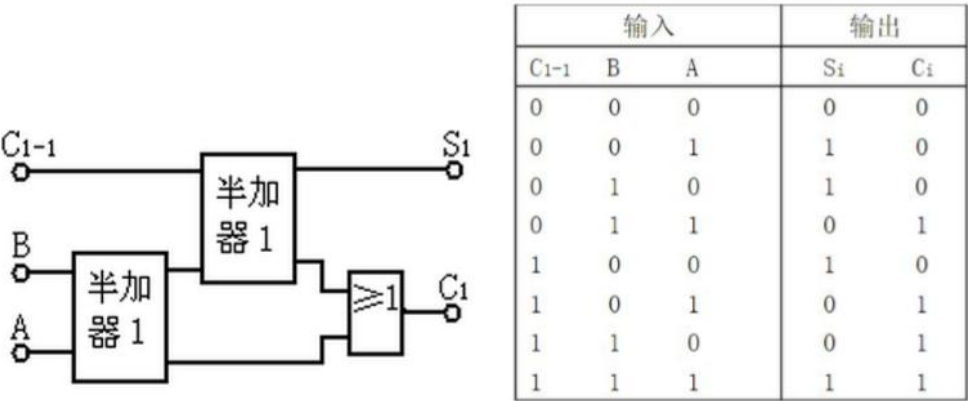 C1-1
S1
半加
器1
B
半加
器1
A
≥1
C1
输入 输出
C1-1 B A Si Ci
0 0 0 0 0
0 0 1 1 0
0 1 0 1 0
0 1 1 0 1
1 0 0 1 0
1 0 1 0 1
1 1 0 0 1
1 1 1 1 1